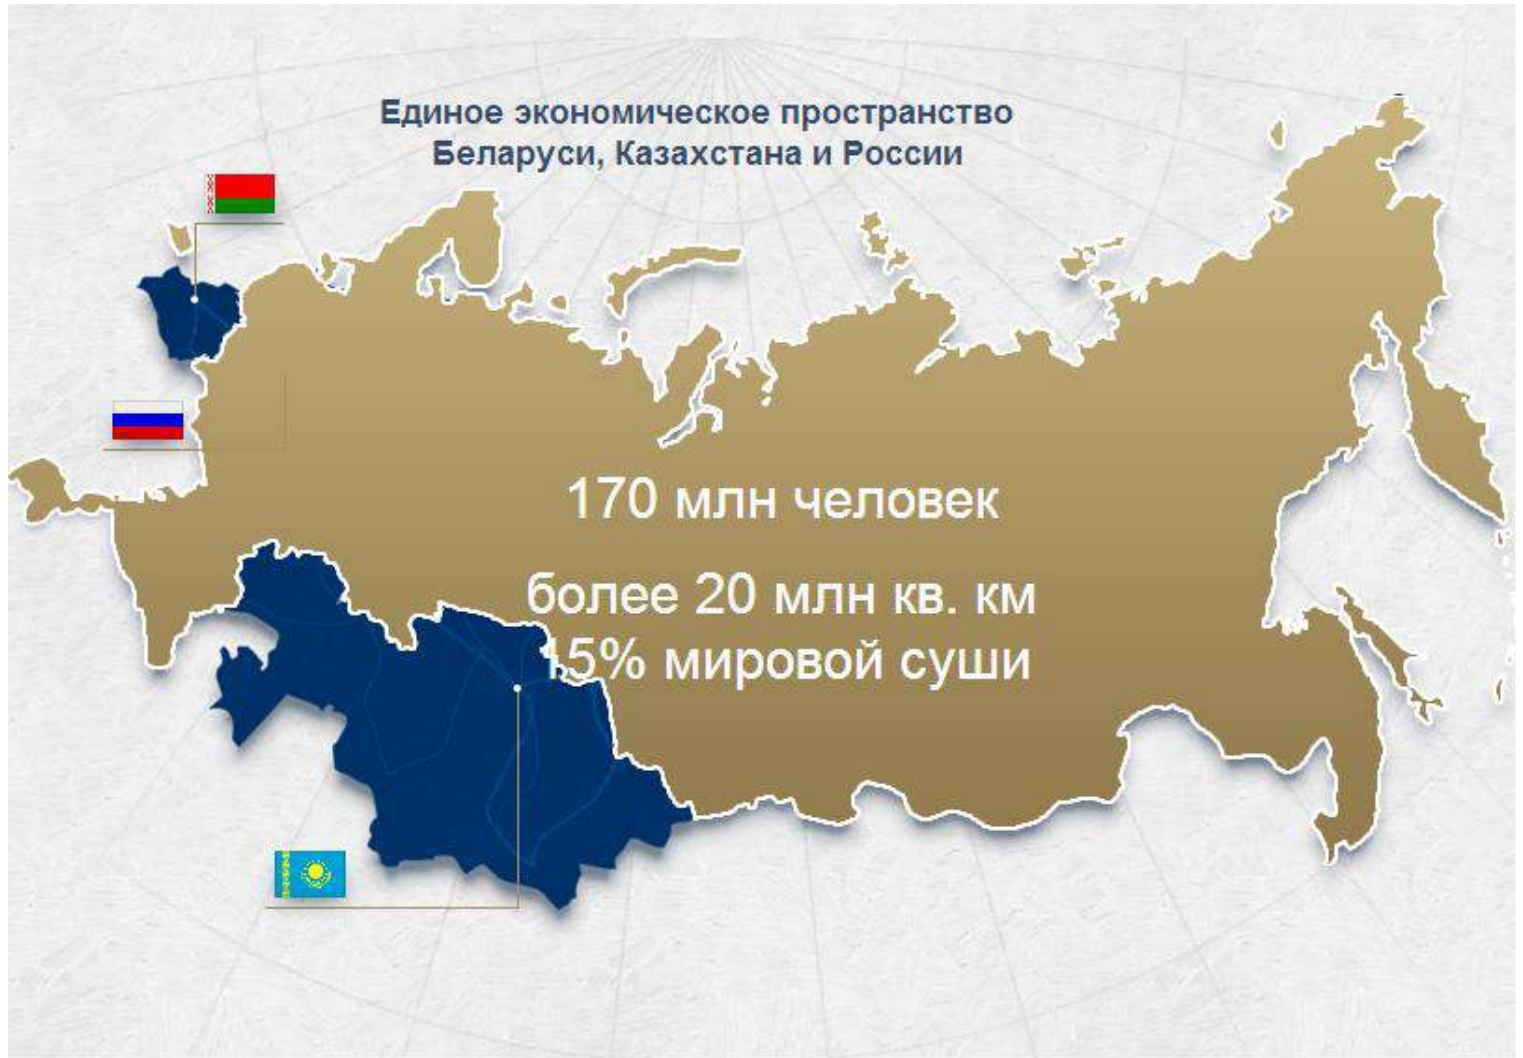 Единое экономическое пространство
Беларуси, Казахстана и России
170 млн человек
более 20 млн кв. км
15% мировой суши